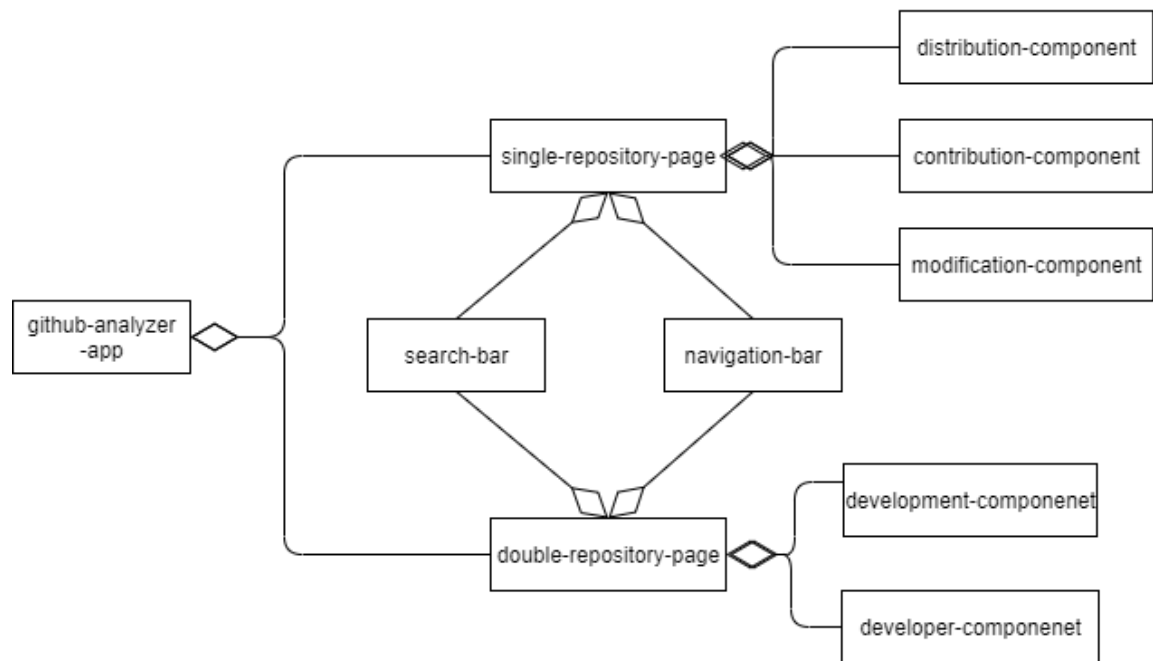 distribution-component
single-repository-page
contribution-component
modification-component
github-analyzer
-app
search-bar
navigation-bar
development-componenet
double-repository-page
developer-componenet